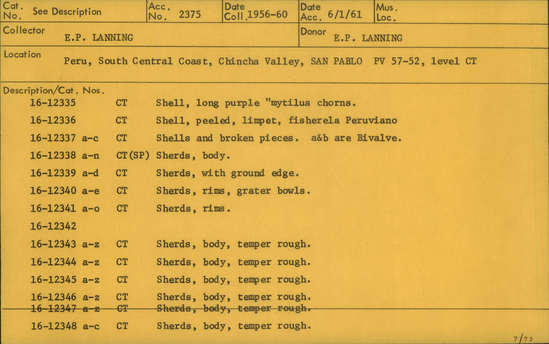 Cat. No. See Description Acc. No. 2375 Date Coll. 1956-60 Date Acc. 6/1/61 Mus. Loc.
Collector E.P. LANNING Donor E.P. LANNING
Location Peru, South Central Coast, Chincha Valley, SAN PABLO PV 57-52, level CT
Description/Cat. Nos.
16-12335 CT Shell, long purple "mytilus chorns.
16-12336 CT Shell, peeled, limpet, fisherela Peruviano
16-12337 a-c CT Shells and broken pieces. a&b are Bivalve.
16-12338 a-n CT(SP) Sherds, body.
16-12339 a-d CT Sherds, with ground edge.
16-12340 a-e CT Sherds, rims, grater bowls.
16-12341 a-o CT Sherds, rims.
16-12342
16-12343 a-z CT Sherds, body, temper rough.
16-12344 a-z CT Sherds, body, temper rough.
16-12345 a-z CT Sherds, body, temper rough.
16-12346 a-z CT Sherds, body, temper rough.
16-12347 a-z CT Sherds, body, temper rough.
16-12348 a-c CT Sherds, body, temper rough.
7/75